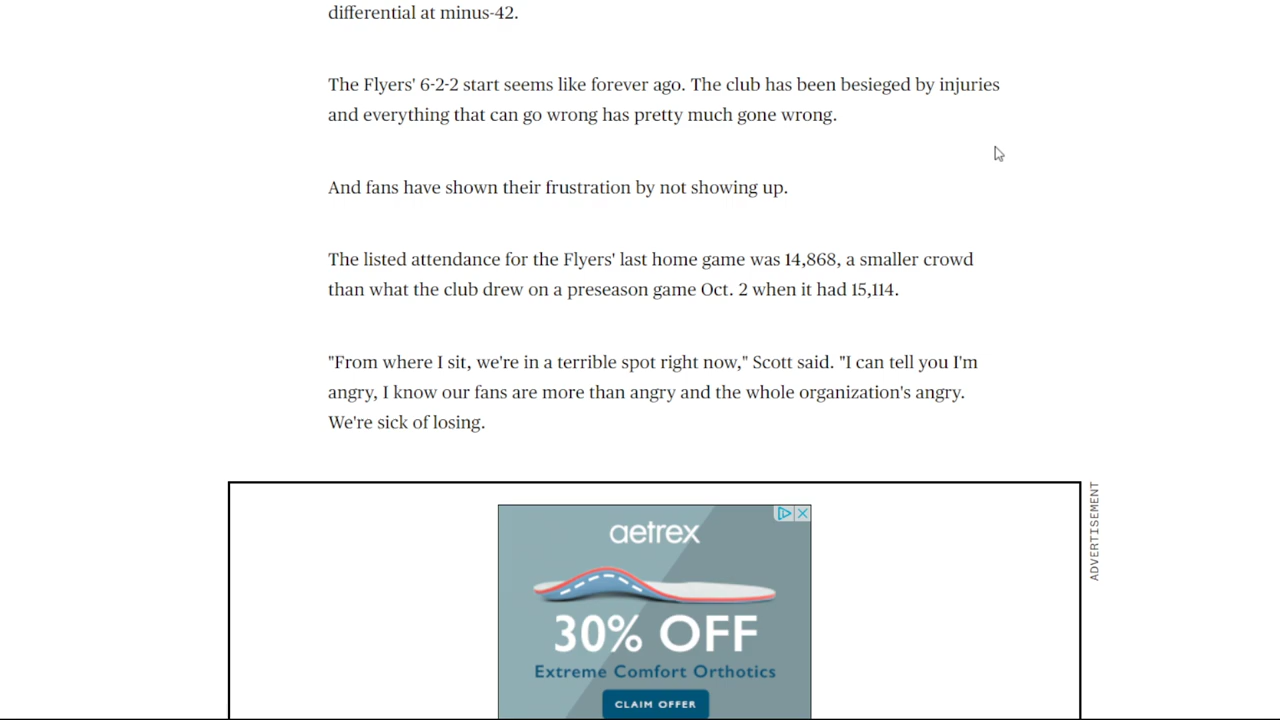 differential at minus-42.
The Flyers' 6-2-2 start seems like forever ago. The club has been besieged by injuries
and everything that can go wrong has pretty much gone wrong.
And fans have shown their frustration by not showing up.
The listed attendance for the Flyers' last home game was 14,868, a smaller crowd
than what the club drew on a preseason game Oct. 2 when it had 15,114.
"From where I sit, we're in a terrible spot right now," Scott said. "I can tell you I'm
angry, I know our fans are more than angry and the whole organization's angry.
We're sick of losing.
ADVERTISEMENT
aetrex
30% OFF
Extreme Comfort Orthotics
CLAIM OFFER